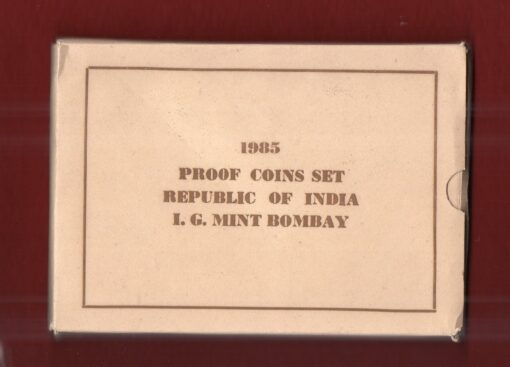 1985
PROOF COINS SET
REPUBLIC OF INDIA
I. G. MINT BOMBAY